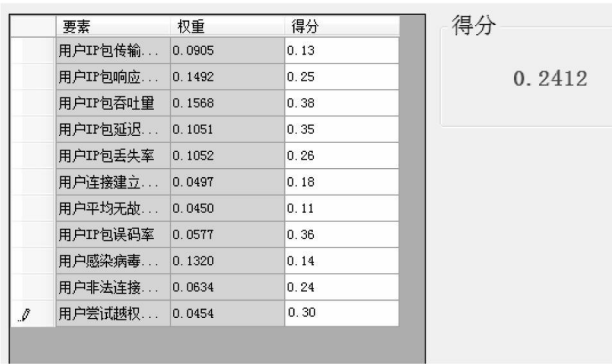 要素 权重 得分
用户IP包传输... 0.0905 0.13
用户IP包响应... 0.1492 0.25
用户IP包吞吐量 0.1568 0.38
用户IP包延迟... 0.1051 0.35
用户IP包丢失率 0.1052 0.26
用户连接建立... 0.0497 0.18
用户平均无故... 0.0450 0.11
用户IP包误码率 0.0577 0.36
用户感染病毒... 0.1320 0.14
用户非法连接... 0.0634 0.24
用户尝试越权... 0.0454 0.30
得分
0.2412